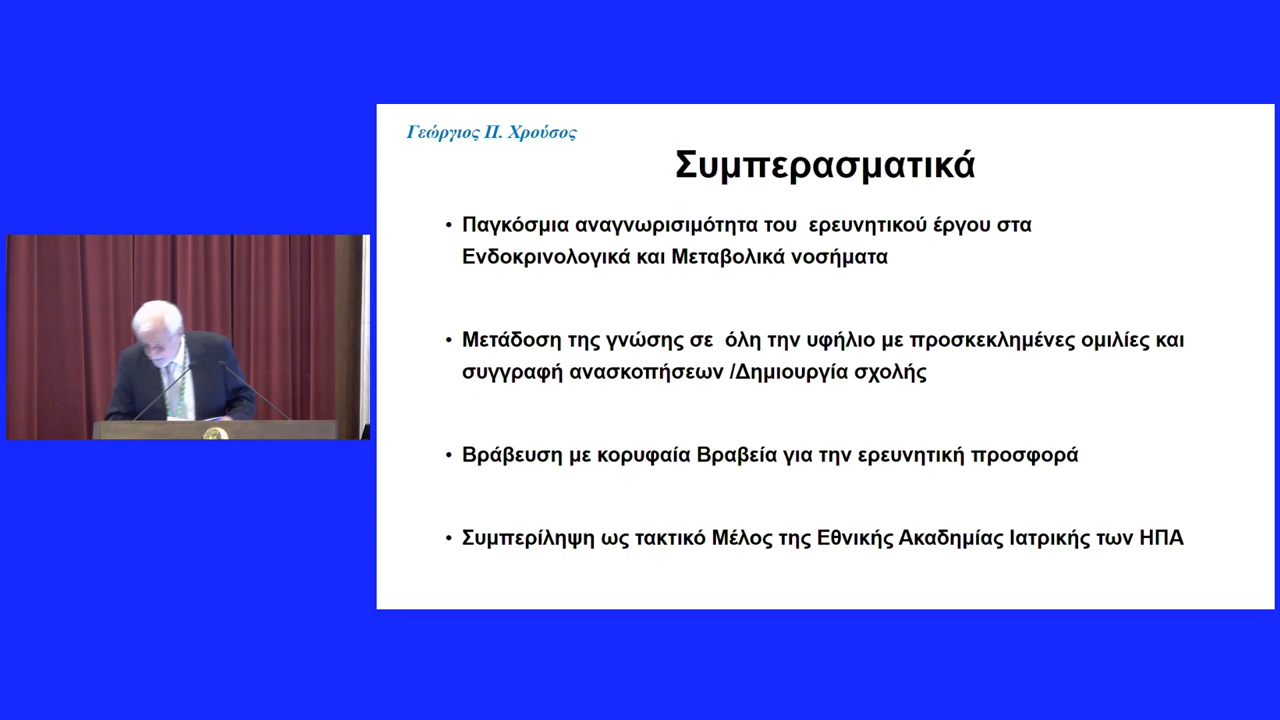 Γεώργιος Π. Χρούσος
Συμπερασματικά
• Παγκόσμια αναγνωρισιμότητα του ερευνητικού έργου στα
Ενδοκρινολογικά και Μεταβολικά νοσήματα
• Μετάδοση της γνώσης σε όλη την υφήλιο με προσκεκλημένες ομιλίες και
συγγραφή ανασκοπήσεων /Δημιουργία σχολής
• Βράβευση με κορυφαία Βραβεία για την ερευνητική προσφορά
• Συμπερίληψη ως τακτικό Μέλος της Εθνικής Ακαδημίας Ιατρικής των ΗΠΑ